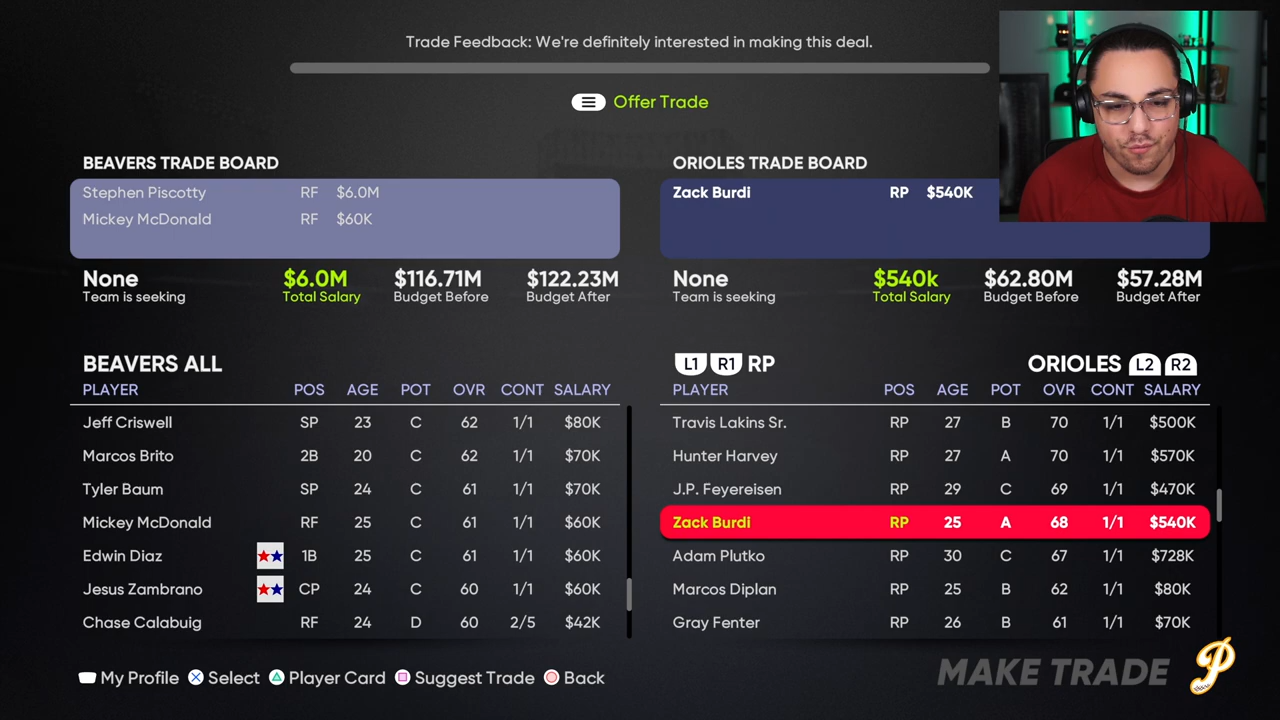 Trade Feedback: We're definitely interested in making this deal.
Offer Trade
BEAVERS TRADE BOARD
Stephen Piscotty RF $6.0M
Mickey McDonald RF $60K
None $6.0M $116.71M $122.23M
Team is seeking Total Salary Budget Before Budget After
ORIOLES TRADE BOARD
Zack Burdi RP $540K
None $540k $62.80M $57.28M
Team is seeking Total Salary Budget Before Budget After
BEAVERS ALL
PLAYER POS AGE POT OVR CONT SALARY
Jeff Criswell SP 23 C 62 1/1 $80K
Marcos Brito 2B 20 C 62 1/1 $70K
Tyler Baum SP 24 C 61 1/1 $70K
Mickey McDonald RF 25 C 61 1/1 $60K
Edwin Diaz 1B 25 C 61 1/1 $60K
Jesus Zambrano CP 24 C 60 1/1 $60K
Chase Calabuig RF 24 D 60 2/5 $42K
L1 R1 RP ORIOLES L2 R2
PLAYER POS AGE POT OVR CONT SALARY
Travis Lakins Sr. RP 27 B 70 1/1 $500K
Hunter Harvey RP 27 A 70 1/1 $570K
J.P. Feyereisen RP 29 C 69 1/1 $470K
Zack Burdi RP 25 A 68 1/1 $540K
Adam Plutko RP 30 C 67 1/1 $728K
Marcos Diplan RP 25 B 62 1/1 $80K
Gray Fenter RP 26 B 61 1/1 $70K
My Profile Select Player Card Suggest Trade Back
MAKE TRADE P